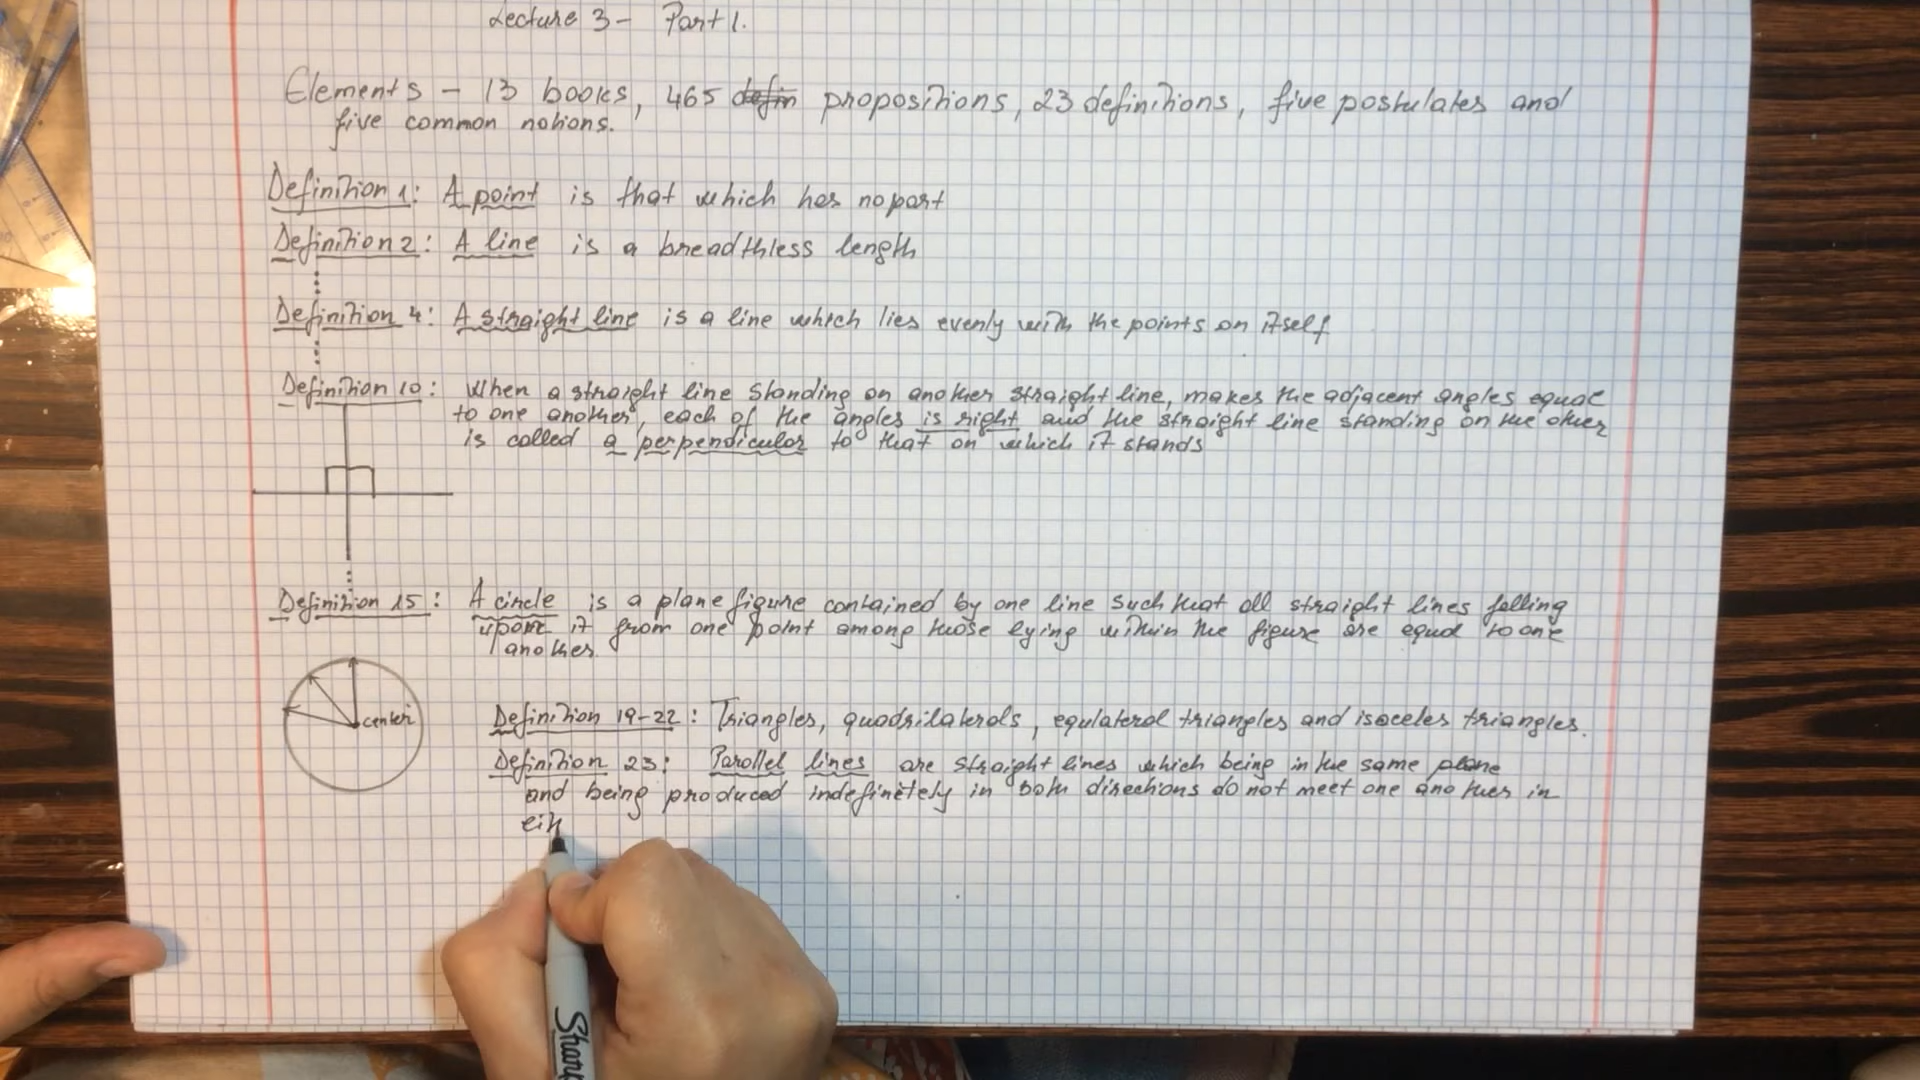 Lecture 3 - Part 1.
Elements - 13 books, 465 defin propositions, 23 definitions, five postulates and
five common notions.
Definition 1: A point is that which has no part
Definition 2: A line is a breadthless length
Definition 4: A straight line is a line which lies evenly with the points on itself
Definition 10: When a straight line standing on another straight line, makes the adjacent angles equal
to one another, each of the angles is right and the straight line standing on the other
is called a perpendicular to that on which it stands
Definition 15: A circle is a plane figure contained by one line such that all straight lines falling
upon it from one point among those lying within the figure are equal to one
another.
center
Definition 19-22: Triangles, quadrilaterals, equlateral triangles and isoceles triangles.
Definition 23: Parallel lines are straight lines which being in the same plane
and being produced indefinetely in both directions do not meet one another in
eith
Sharp